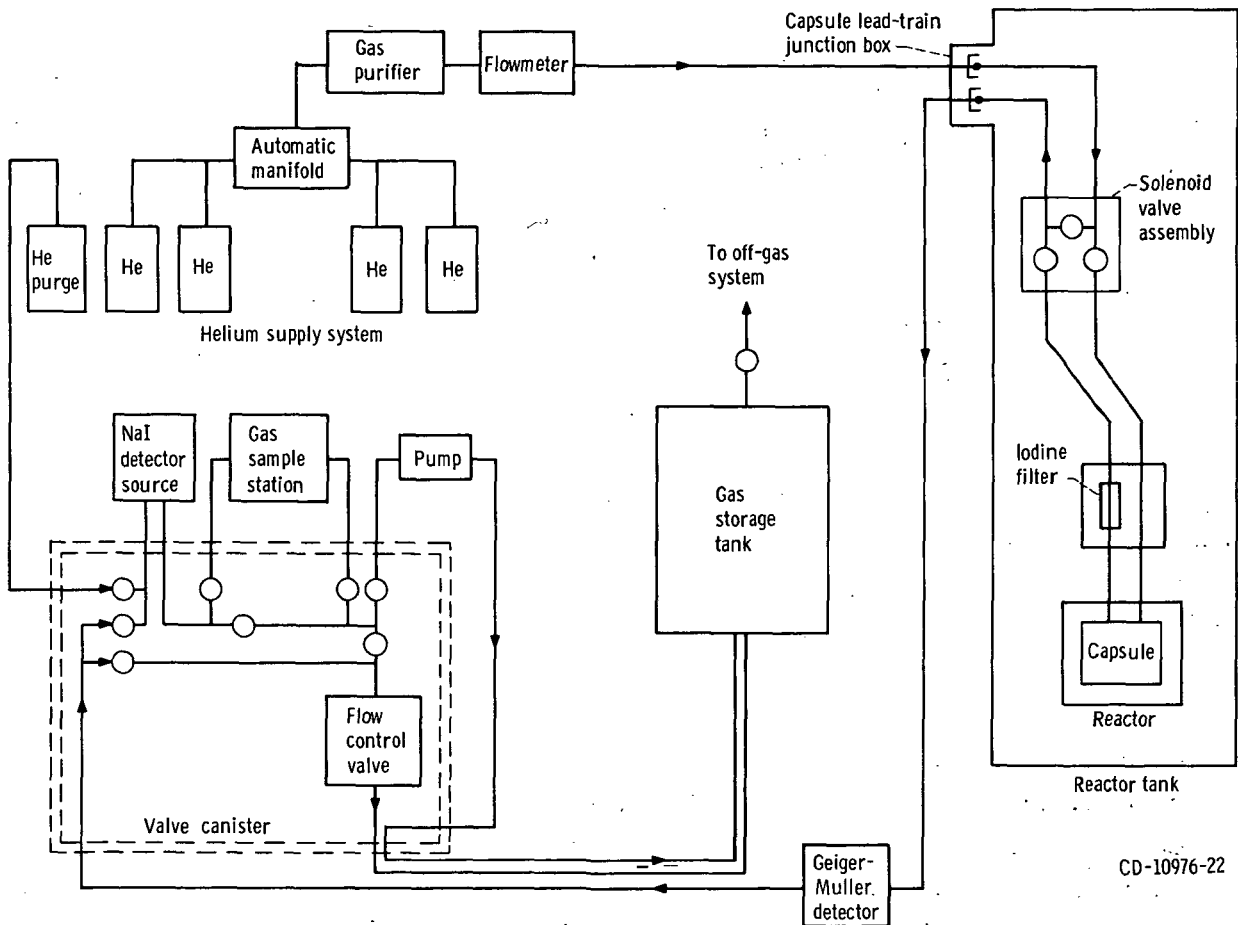 Capsule lead-train
junction box
Gas
purifier
Flowmeter
Automatic
manifold
He
purge
He
He
He
He
Helium supply system
To off-gas
system
Solenoid
valve
assembly
NaI
detector
source
Gas
sample
station
Pump
Gas
storage
tank
Iodine
filter
Capsule
Reactor
Flow
control
valve
Valve canister
Reactor tank
Geiger-
Muller
detector
CD-10976-22